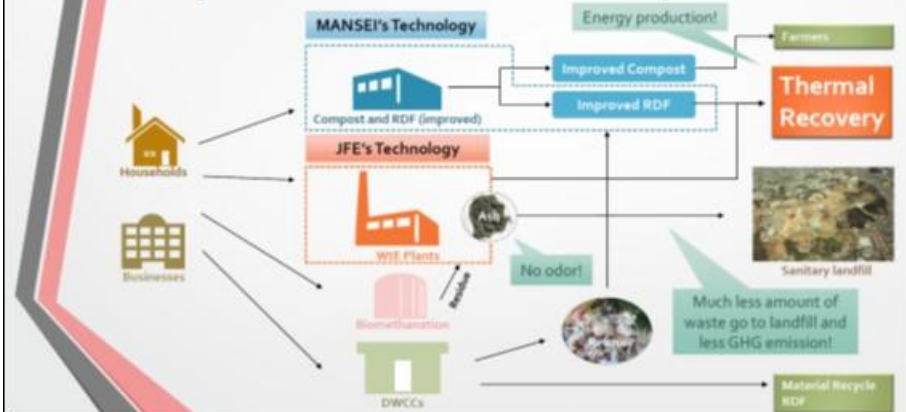 MANSEI's Technology
Energy production!
Farmers
Improved Compost
Improved RDF
Thermal
Recovery
Compost and RDF (improved)
Households
JFE's Technology
Ash
WtE Plants
Businesses
No odor!
Sanitary landfill
Residue
Biomethanation
Much less amount of
waste go to landfill and
less GHG emission!
DWCCs
Material Recycle
RDF